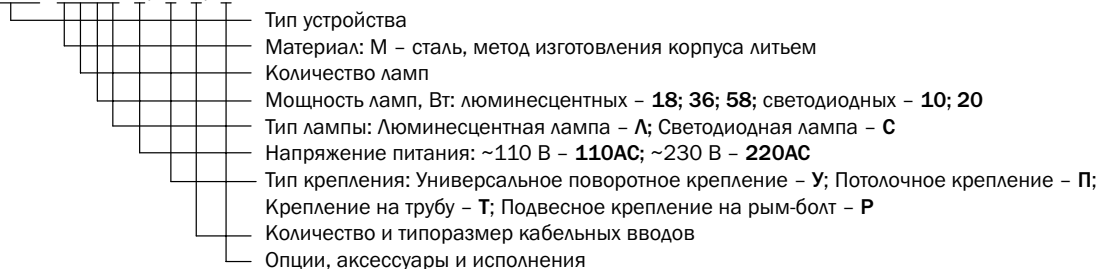 Тип устройства
Материал: М – сталь, метод изготовления корпуса литьем
Количество ламп
Мощность ламп, Вт: люминесцентных – 18; 36; 58; светодиодных – 10; 20
Тип лампы: Люминесцентная лампа – Л; Светодиодная лампа – С
Напряжение питания: ~110 В – 110АС; ~230 В – 220АС
Тип крепления: Универсальное поворотное крепление – У; Потолочное крепление – П;
Крепление на трубу – Т; Подвесное крепление на рым-болт – Р
Количество и типоразмер кабельных вводов
Опции, аксессуары и исполнения